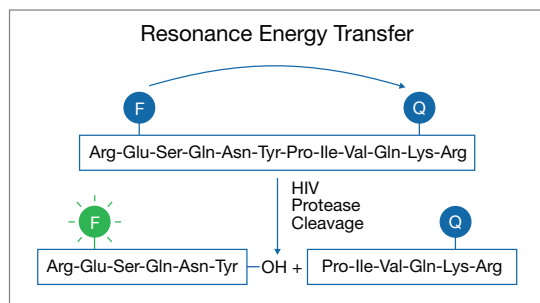 Resonance Energy Transfer
F
Q
Arg-Glu-Ser-Gln-Asn-Tyr-Pro-Ile-Val-Gln-Lys-Arg
HIV
Protease
Cleavage
F
Q
Arg-Glu-Ser-Gln-Asn-Tyr OH + Pro-Ile-Val-Gln-Lys-Arg